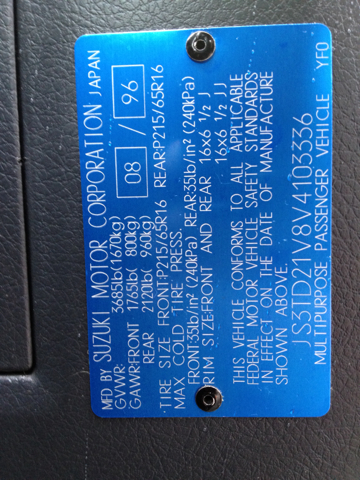 MFD BY SUZUKI MOTOR CORPORATION JAPAN
GVWR: 3685lb(1670kg) 08 / 96
GAWR:FRONT 1765lb( 800kg)
REAR 2120lb( 960kg)
TIRE SIZE FRONT:P215/65R16 REAR:P215/65R16
MAX COLD TIRE PRESS.
FRONT:35lb/in² (240kPa) REAR:35lb/in² (240kPa)
RIM SIZE:FRONT AND REAR 16x6 1/2 J
16x6 1/2 JJ
THIS VEHICLE CONFORMS TO ALL APPLICABLE
FEDERAL MOTOR VEHICLE SAFETY STANDARDS
IN EFFECT ON THE DATE OF MANUFACTURE
SHOWN ABOVE.
JS3TD21V8V4103336
MULTIPURPOSE PASSENGER VEHICLE YF0